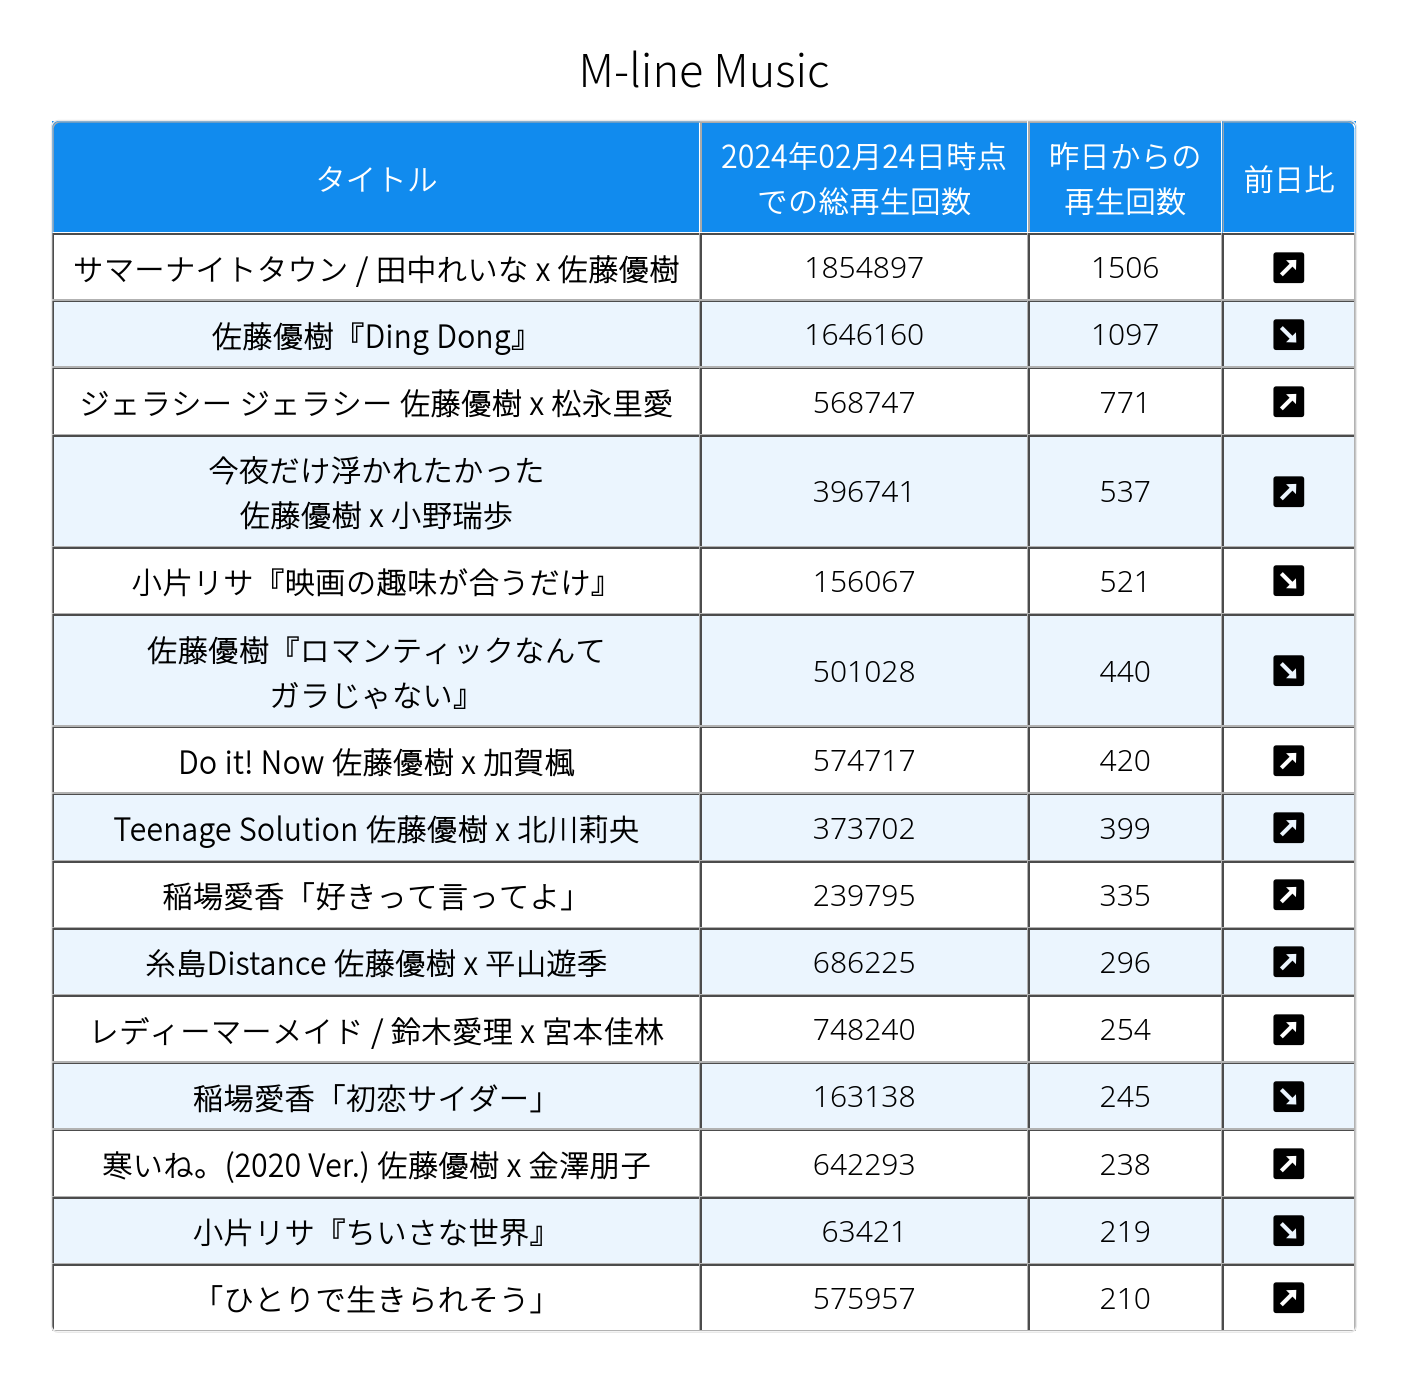 M-line Music
タイトル
2024年02月24日時点
での総再生回数
昨日からの
再生回数
前日比
サマーナイトタウン / 田中れいな x 佐藤優樹 1854897 1506
佐藤優樹『Ding Dong』 1646160 1097
ジェラシー ジェラシー 佐藤優樹 x 松永里愛 568747 771
今夜だけ浮かれたかった
佐藤優樹 x 小野瑞歩
396741 537
小片リサ『映画の趣味が合うだけ』 156067 521
佐藤優樹『ロマンティックなんて
ガラじゃない』
501028 440
Do it! Now 佐藤優樹 x 加賀楓 574717 420
Teenage Solution 佐藤優樹 x 北川莉央 373702 399
稲場愛香「好きって言ってよ」 239795 335
糸島Distance 佐藤優樹 x 平山遊季 686225 296
レディーマーメイド / 鈴木愛理 x 宮本佳林 748240 254
稲場愛香「初恋サイダー」 163138 245
寒いね。(2020 Ver.) 佐藤優樹 x 金澤朋子 642293 238
小片リサ『ちいさな世界』 63421 219
「ひとりで生きられそう」 575957 210